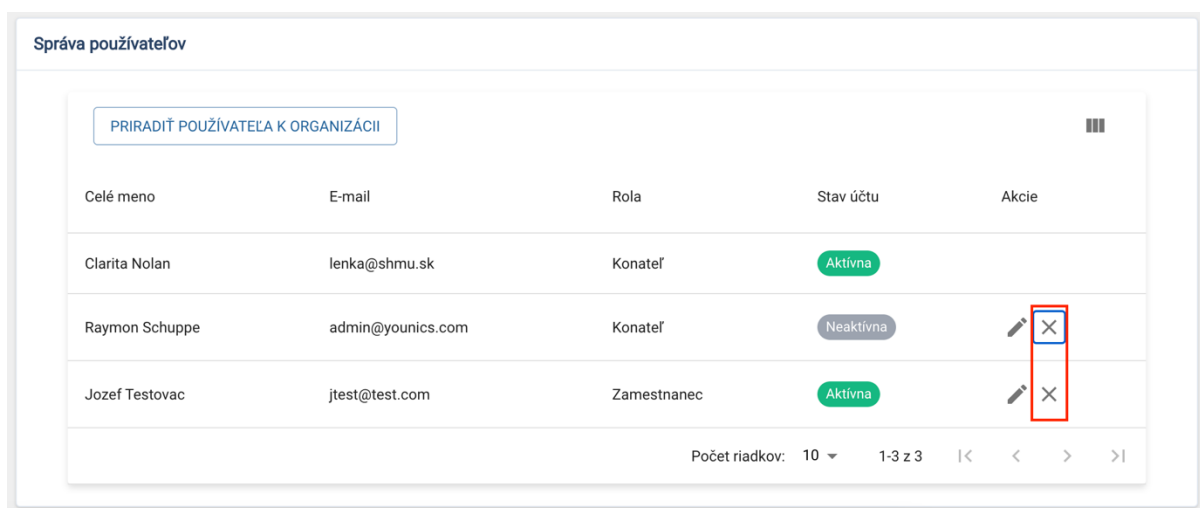 Správa používateľov
PRIRADIŤ POUŽÍVATEĽA K ORGANIZÁCII
Celé meno E-mail Rola Stav účtu Akcie
Clarita Nolan lenka@shmu.sk Konateľ Aktívna
Raymon Schuppe admin@younics.com Konateľ Neaktívna
Jozef Testovac jtest@test.com Zamestnanec Aktívna
Počet riadkov: 10 1-3 z 3